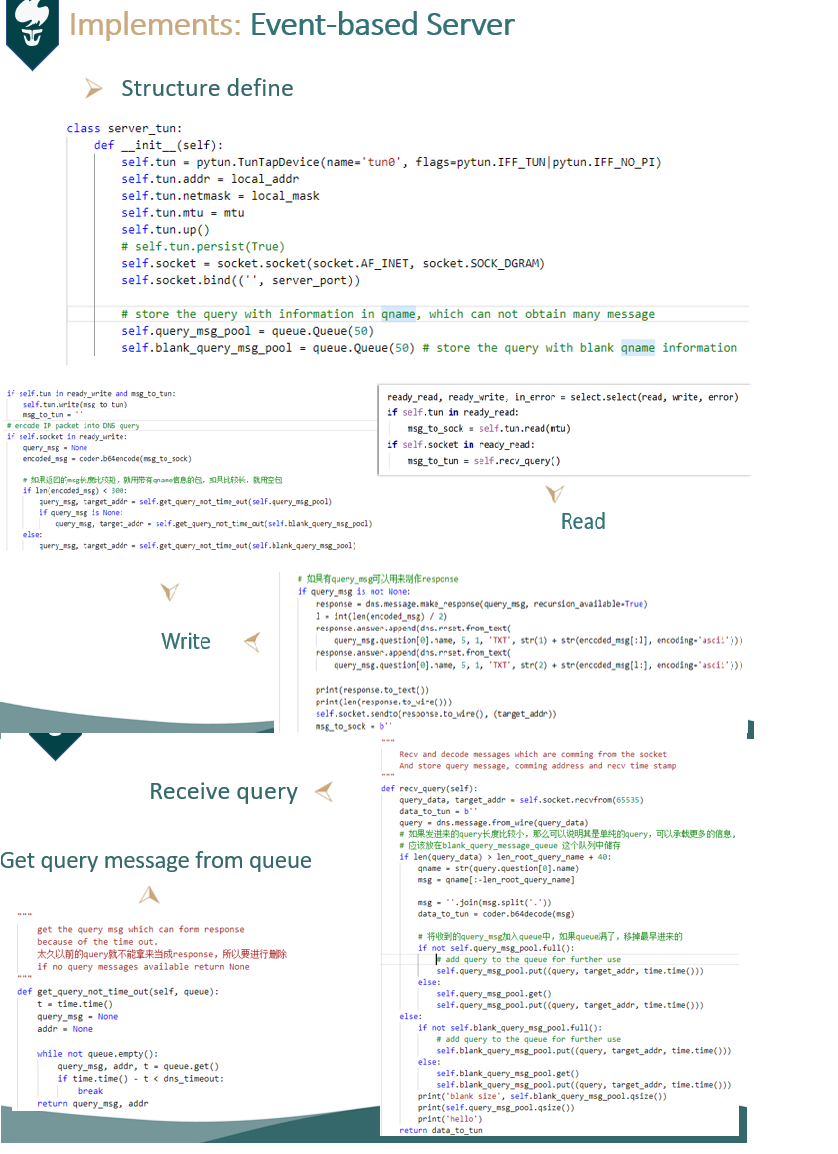 Implements: Event-based Server
Structure define
class server_tun:
def __init__(self):
self.tun = pytun.TunTapDevice(name='tun0', flags=pytun.IFF_TUN|pytun.IFF_NO_PI)
self.tun.addr = local_addr
self.tun.netmask = local_mask
self.tun.mtu = mtu
self.tun.up()
# self.tun.persist(True)
self.socket = socket.socket(socket.AF_INET, socket.SOCK_DGRAM)
self.socket.bind(('', server_port))
# store the query with information in qname, which can not obtain many message
self.query_msg_pool = queue.Queue(50)
self.blank_query_msg_pool = queue.Queue(50) # store the query with blank qname information
if self.tun in ready_write and msg_to_tun:
self.tun.write(msg_to_tun)
msg_to_tun = ''
# encode IP packet into DNS query
if self.socket in ready_write:
query_msg = None
encoded_msg = coder.b64encode(msg_to_sock)
# 如果返回的msg长度比较短，就用带有qname信息的包，如果比较长，就用空包
if len(encoded_msg) < 300:
query_msg, target_addr = self.get_query_not_time_out(self.query_msg_pool)
if query_msg is None:
query_msg, target_addr = self.get_query_not_time_out(self.blank_query_msg_pool)
else:
query_msg, target_addr = self.get_query_not_time_out(self.blank_query_msg_pool)
ready_read, ready_write, in_error = select.select(read, write, error)
if self.tun in ready_read:
msg_to_sock = self.tun.read(mtu)
if self.socket in ready_read:
msg_to_tun = self.recv_query()
Read
Write
# 如果有query_msg可以用来制作response
if query_msg is not None:
response = dns.message.make_response(query_msg, recursion_available=True)
l = int(len(encoded_msg) / 2)
response.answer.append(dns.rrset.from_text(
query_msg.question[0].name, 5, 1, 'TXT', str(1) + str(encoded_msg[:l], encoding='ascii')))
response.answer.append(dns.rrset.from_text(
query_msg.question[0].name, 5, 1, 'TXT', str(2) + str(encoded_msg[l:], encoding='ascii')))
print(response.to_text())
print(len(response.to_wire()))
self.socket.sendto(response.to_wire(), (target_addr))
msg_to_sock = b''
Receive query
"""
Recv and decode messages which are comming from the socket
And store query message, comming address and recv time stamp
"""
def recv_query(self):
query_data, target_addr = self.socket.recvfrom(65535)
data_to_tun = b''
query = dns.message.from_wire(query_data)
# 如果发进来的query长度比较小，那么可以说明其是单纯的query，可以承载更多的信息，
# 应该放在blank_query_message_queue 这个队列中储存
if len(query_data) > len_root_query_name + 40:
qname = str(query.question[0].name)
msg = qname[:-len_root_query_name]
msg = ''.join(msg.split('.'))
data_to_tun = coder.b64decode(msg)
# 将收到的query_msg加入queue中，如果queue满了，移掉最早进来的
if not self.query_msg_pool.full():
# add query to the queue for further use
self.query_msg_pool.put((query, target_addr, time.time()))
else:
self.query_msg_pool.get()
self.query_msg_pool.put((query, target_addr, time.time()))
else:
if not self.blank_query_msg_pool.full():
# add query to the queue for further use
self.blank_query_msg_pool.put((query, target_addr, time.time()))
else:
self.blank_query_msg_pool.get()
self.blank_query_msg_pool.put((query, target_addr, time.time()))
print('blank size', self.blank_query_msg_pool.qsize())
print(self.query_msg_pool.qsize())
print('hello')
return data_to_tun
Get query message from queue
"""
get the query msg which can form response
because of the time out.
太久以前的query就不能拿来当成response，所以要进行删除
if no query messages available return None
"""
def get_query_not_time_out(self, queue):
t = time.time()
query_msg = None
addr = None
while not queue.empty():
query_msg, addr, t = queue.get()
if time.time() - t < dns_timeout:
break
return query_msg, addr